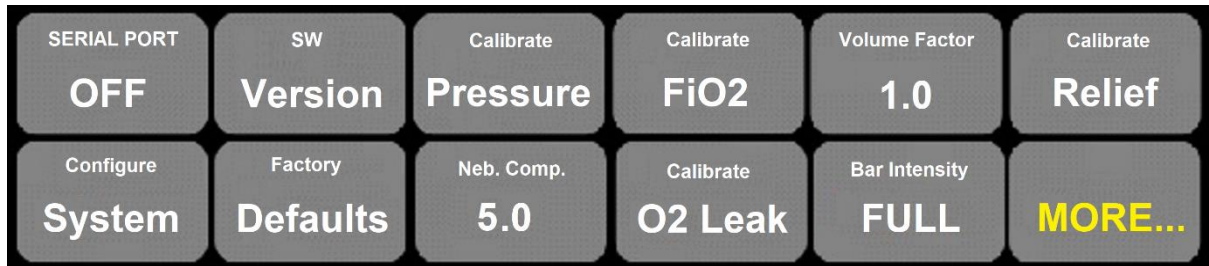 SERIAL PORT
OFF
SW
Version
Calibrate
Pressure
Calibrate
FiO2
Volume Factor
1.0
Calibrate
Relief
Configure
System
Factory
Defaults
Neb. Comp.
5.0
Calibrate
O2 Leak
Bar Intensity
FULL
MORE...